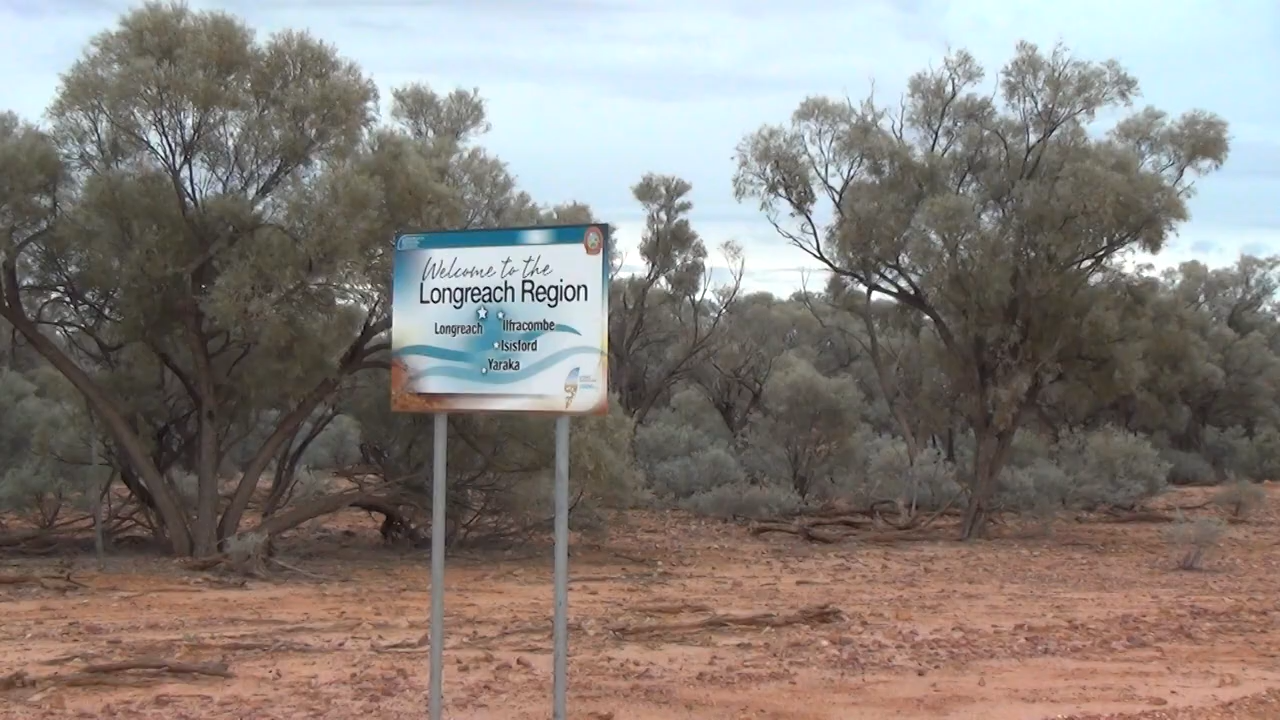 Welcome to the
Longreach Region
Longreach Ilfracombe
Isisford
Yaraka